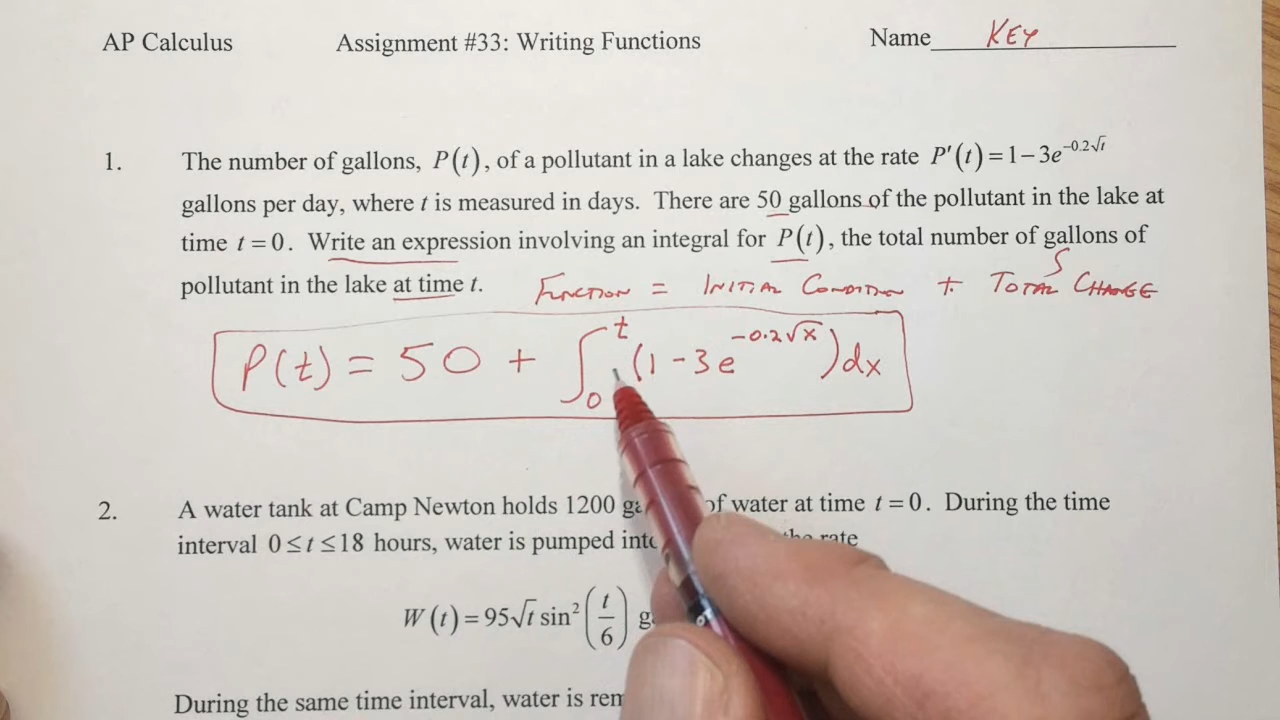 AP Calculus Assignment #33: Writing Functions Name KEY
1. The number of gallons, P(t), of a pollutant in a lake changes at the rate P′(t) = 1 − 3e^{−0.2√t}
gallons per day, where t is measured in days. There are 50 gallons of the pollutant in the lake at
time t = 0. Write an expression involving an integral for P(t), the total number of gallons of
pollutant in the lake at time t. FUNCTION = INITIAL CONDITION + TOTAL CHANGE
∫
P(t) = 50 + ∫₀ᵗ (1 − 3e^{−0.2√x}) dx
2. A water tank at Camp Newton holds 1200 of water at time t = 0. During the time
interval 0 ≤ t ≤ 18 hours, water is pumped the rate
W(t) = 95√t sin²(t/6)
During the same time interval, water is